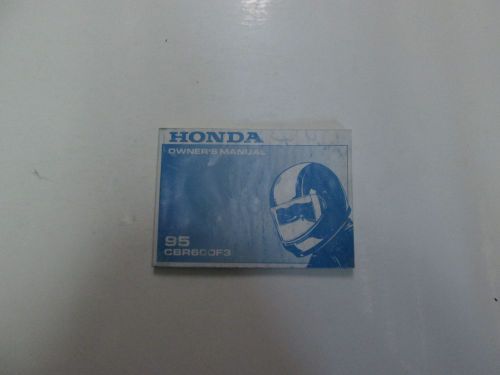 HONDA
OWNER'S MANUAL
95
CBR600F3